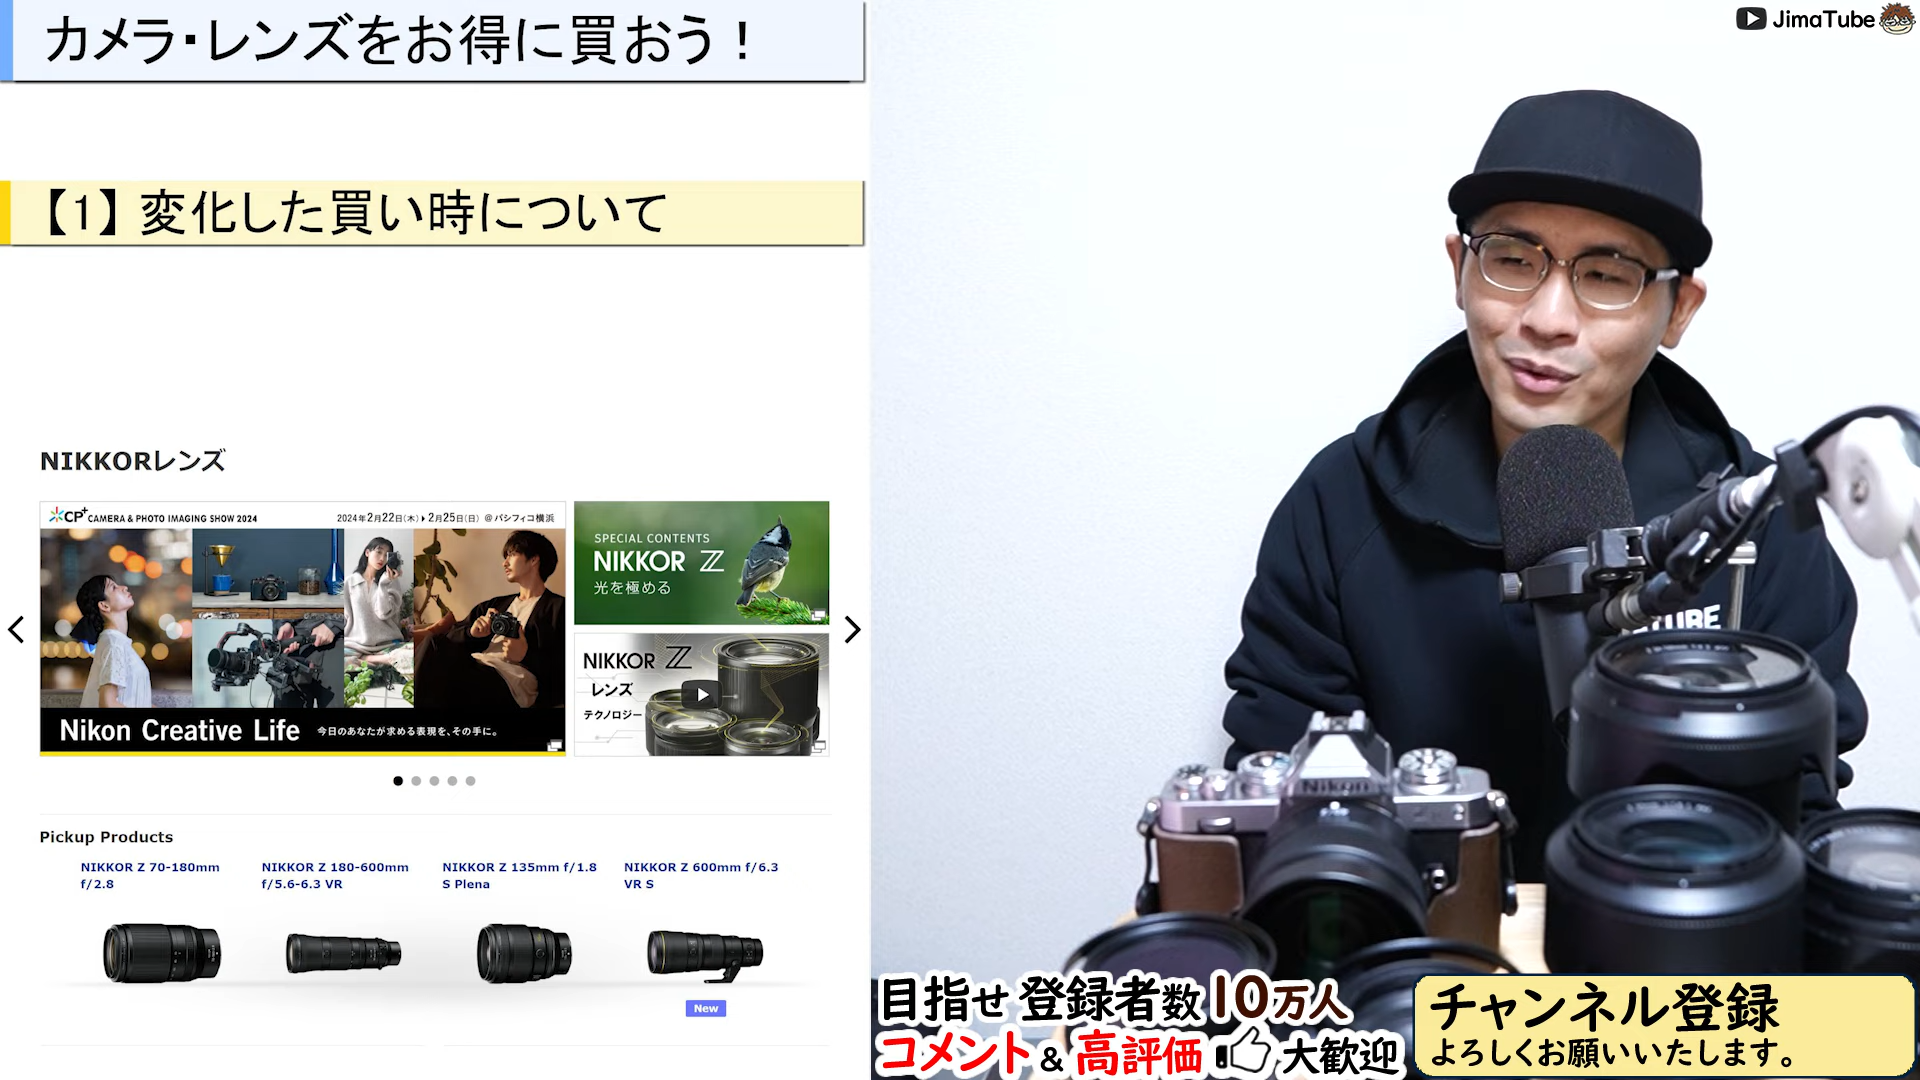 カメラ・レンズをお得に買おう！
【1】変化した買い時について
NIKKORレンズ
CP+ CAMERA & PHOTO IMAGING SHOW 2024
2024年2月22日(木)▸2月25日(日) @パシフィコ横浜
Nikon Creative Life
今日のあなたが求める表現を、その手に。
SPECIAL CONTENTS
NIKKOR Z
光を極める
NIKKOR Z
レンズ
テクノロジー
Pickup Products
NIKKOR Z 70-180mm
f/2.8
NIKKOR Z 180-600mm
f/5.6-6.3 VR
NIKKOR Z 135mm f/1.8
S Plena
NIKKOR Z 600mm f/6.3
VR S
New
JimaTube
Nikon
目指せ登録者数10万人
コメント&高評価大歓迎
チャンネル登録
よろしくお願いいたします。